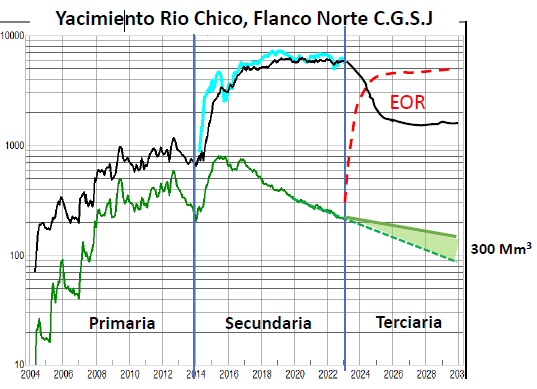 Yacimiento Rio Chico, Flanco Norte C.G.S.J
10000
1000
100
10
EOR
300 Mm³
Primaria
Secundaria
Terciaria
2004 2006 2008 2010 2012 2014 2016 2018 2020 2022 2024 2026 2028 203